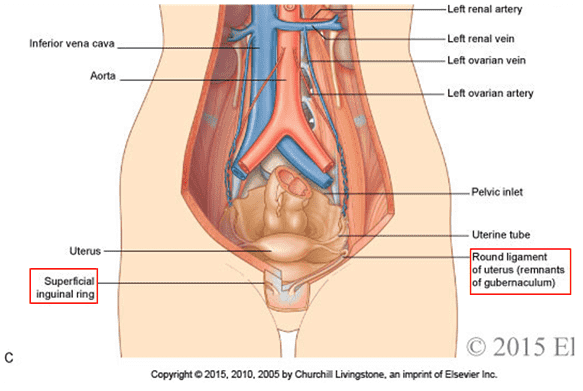 Left renal artery
Left renal vein
Inferior vena cava
Left ovarian vein
Aorta
Left ovarian artery
Pelvic inlet
Uterine tube
Uterus
Round ligament
of uterus (remnants
of gubernaculum)
Superficial
inguinal ring
C
© 2015 El
Copyright © 2015, 2010, 2005 by Churchill Livingstone, an imprint of Elsevier Inc.